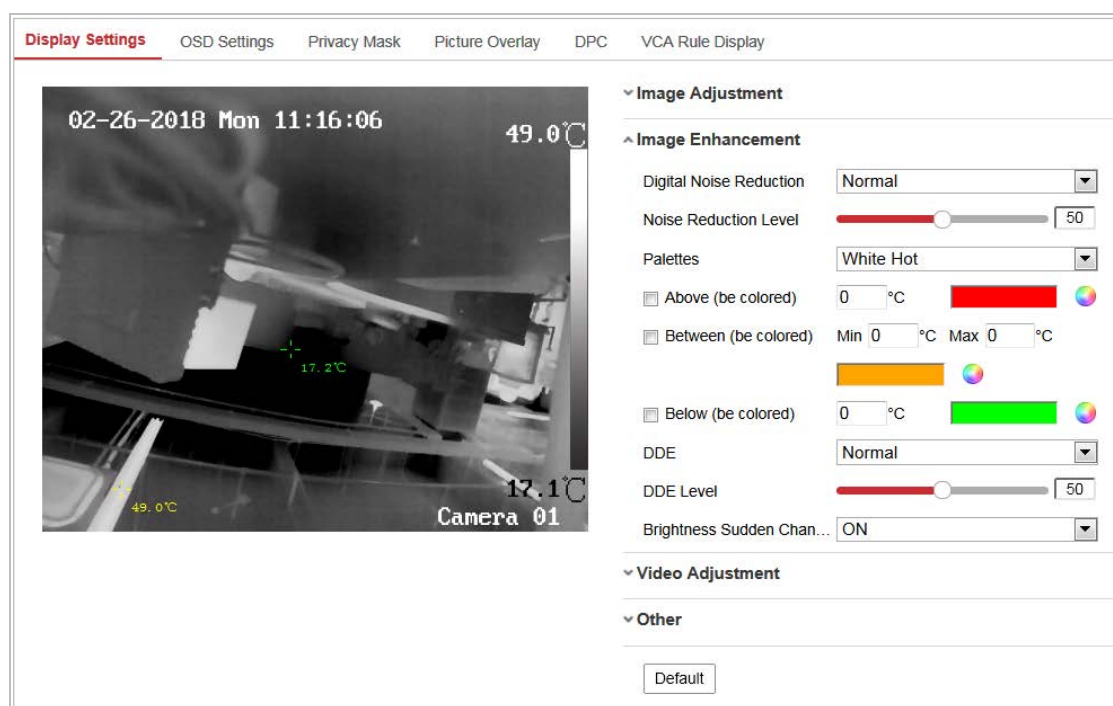 Display Settings OSD Settings Privacy Mask Picture Overlay DPC VCA Rule Display
02-26-2018 Mon 11:16:06
49.0℃
17.2℃
49.0℃
17.1℃
Camera 01
Image Adjustment
Image Enhancement
Digital Noise Reduction Normal
Noise Reduction Level 50
Palettes White Hot
Above (be colored) 0 °C
Between (be colored) Min 0 °C Max 0 °C
Below (be colored) 0 °C
DDE Normal
DDE Level 50
Brightness Sudden Chan... ON
Video Adjustment
Other
Default